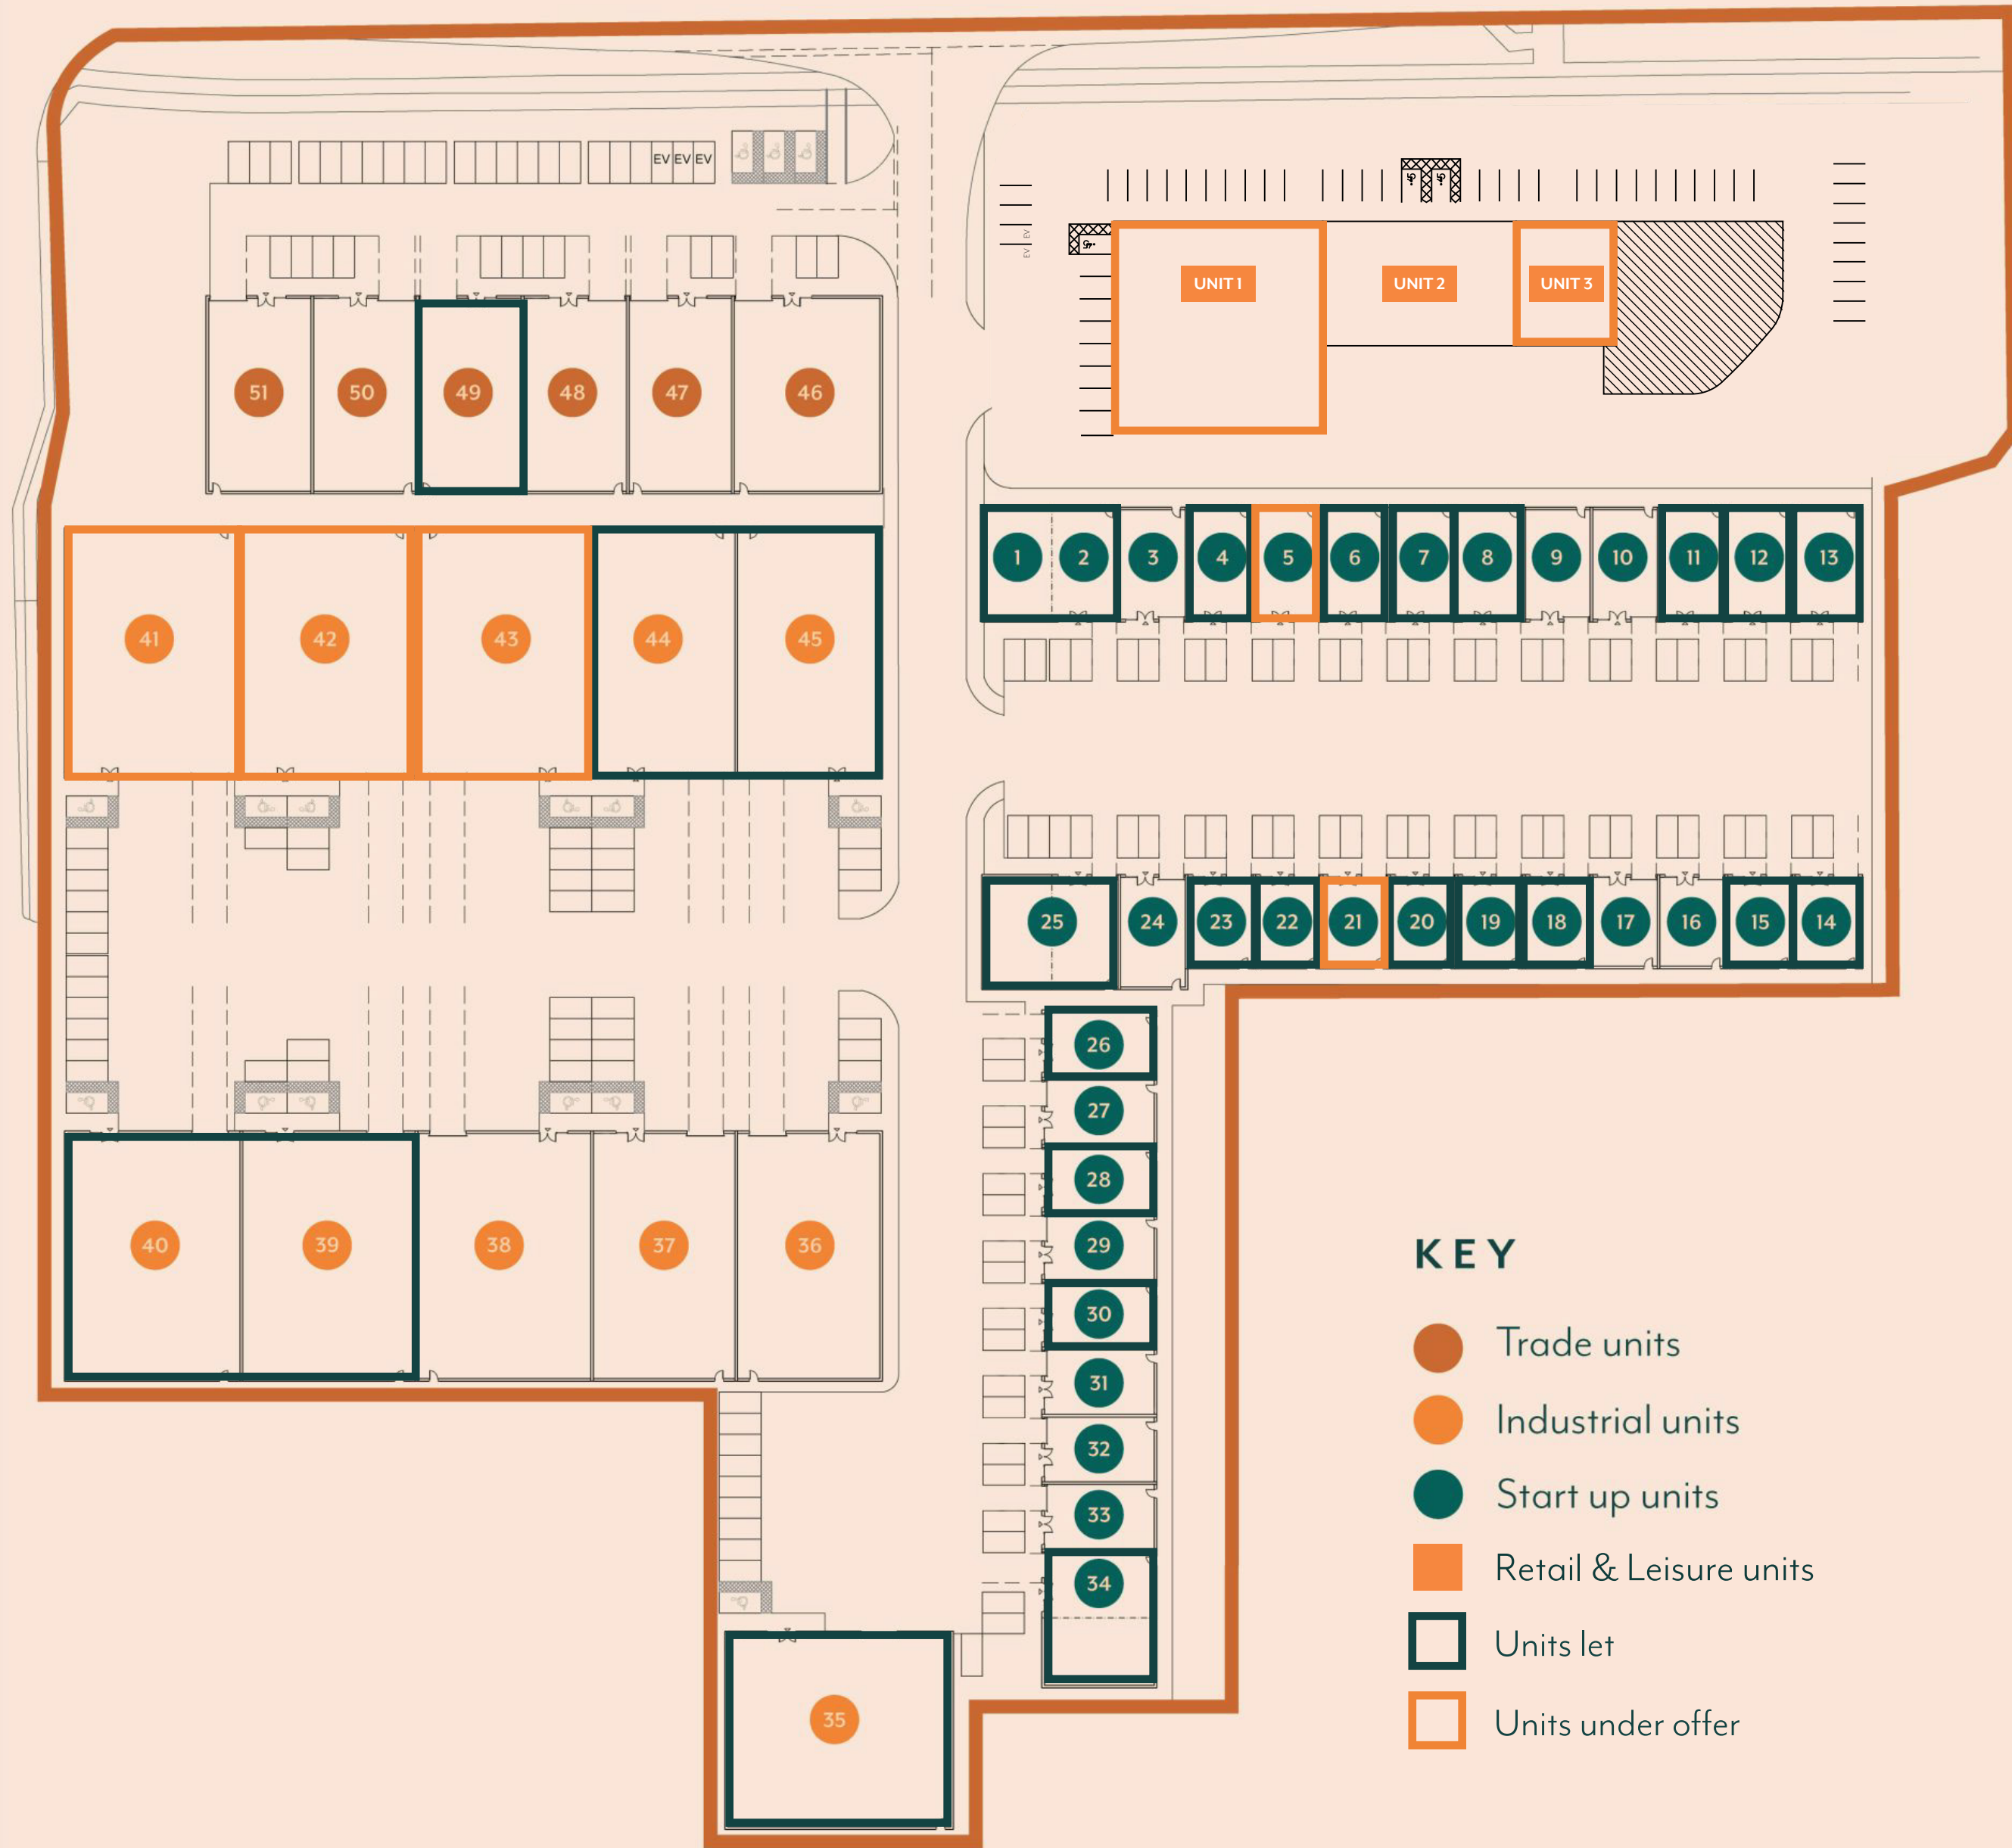 EV EV EV
EV EV
UNIT 1 UNIT 2 UNIT 3
51 50 49 48 47 46
1 2 3 4 5 6 7 8 9 10 11 12 13
41 42 43 44 45
25 24 23 22 21 20 19 18 17 16 15 14
26
27
28
29
30
31
32
33
34
40 39 38 37 36
35
KEY
Trade units
Industrial units
Start up units
Retail & Leisure units
Units let
Units under offer